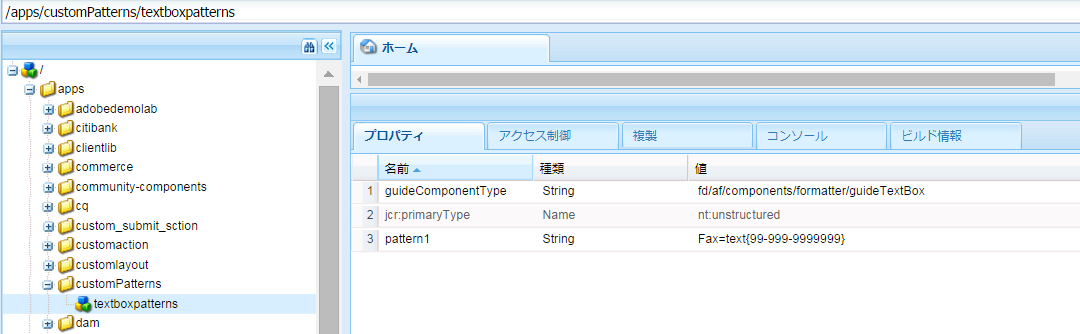 /apps/customPatterns/textboxpatterns
ホーム
/
apps
adobedemolab
citibank
clientlib
commerce
community-components
cq
custom_submit_sction
customaction
customlayout
customPatterns
textboxpatterns
dam
プロパティ アクセス制御 複製 コンソール ビルド情報
名前 種類 値
1 guideComponentType String fd/af/components/formatter/guideTextBox
2 jcr:primaryType Name nt:unstructured
3 pattern1 String Fax=text{99-999-9999999}